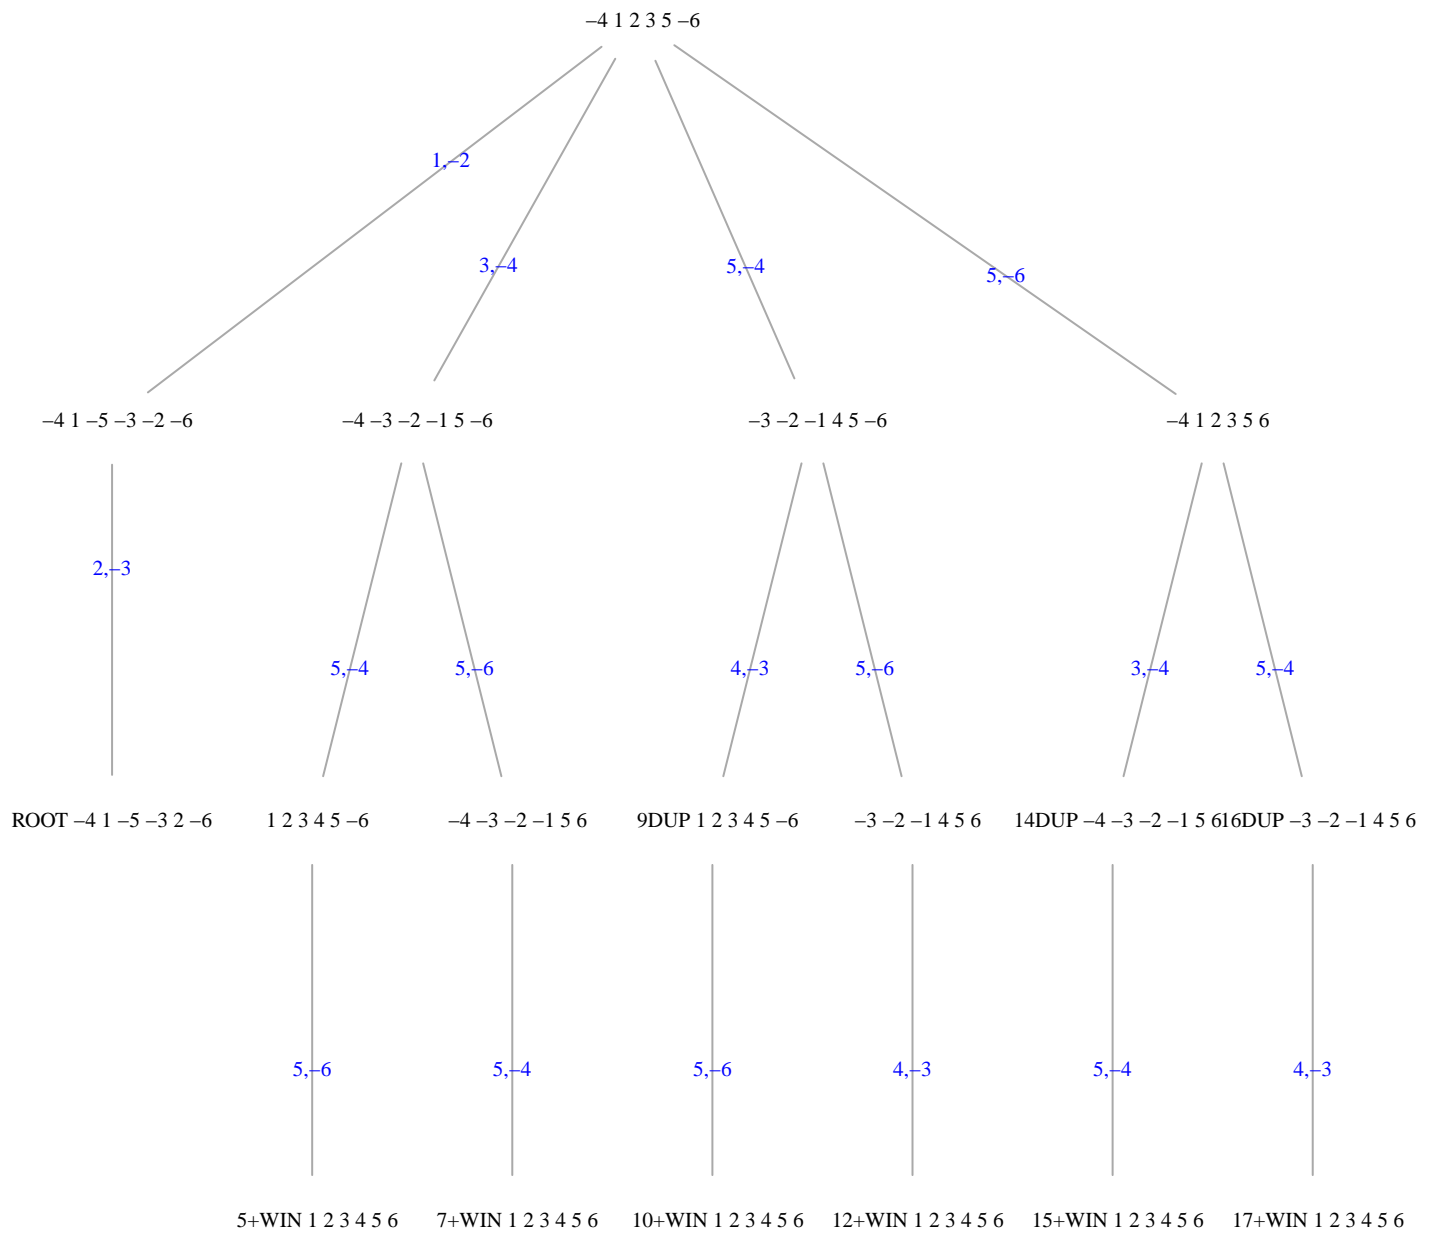 –4 1 2 3 5 –6
1,–2
3,–4
5,–4
5,–6
–4 1 –5 –3 –2 –6
–4 –3 –2 –1 5 –6
–3 –2 –1 4 5 –6
–4 1 2 3 5 6
2,–3
5,–4
5,–6
4,–3
5,–6
3,–4
5,–4
ROOT –4 1 –5 –3 2 –6
1 2 3 4 5 –6
–4 –3 –2 –1 5 6
9DUP 1 2 3 4 5 –6
–3 –2 –1 4 5 6
14DUP –4 –3 –2 –1 5 6
16DUP –3 –2 –1 4 5 6
5,–6
5,–4
5,–6
4,–3
5,–4
4,–3
5+WIN 1 2 3 4 5 6
7+WIN 1 2 3 4 5 6
10+WIN 1 2 3 4 5 6
12+WIN 1 2 3 4 5 6
15+WIN 1 2 3 4 5 6
17+WIN 1 2 3 4 5 6